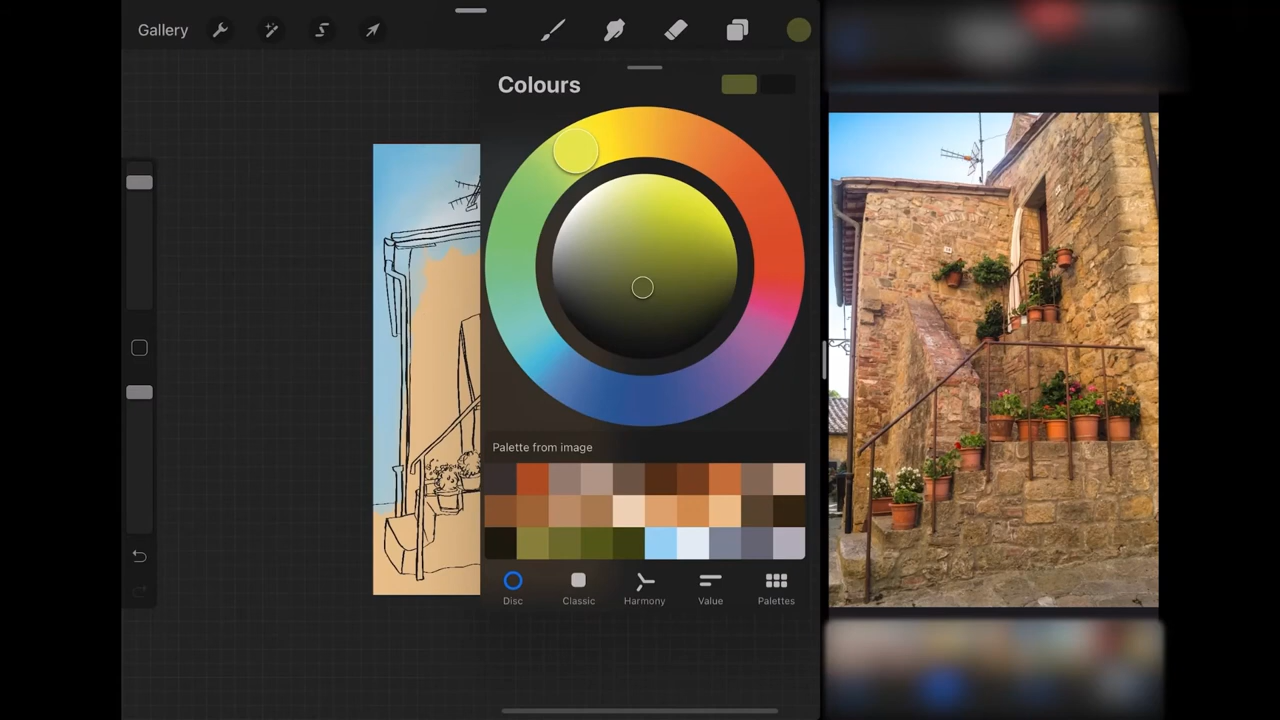 Gallery
Colours
Palette from image
Disc
Classic
Harmony
Value
Palettes